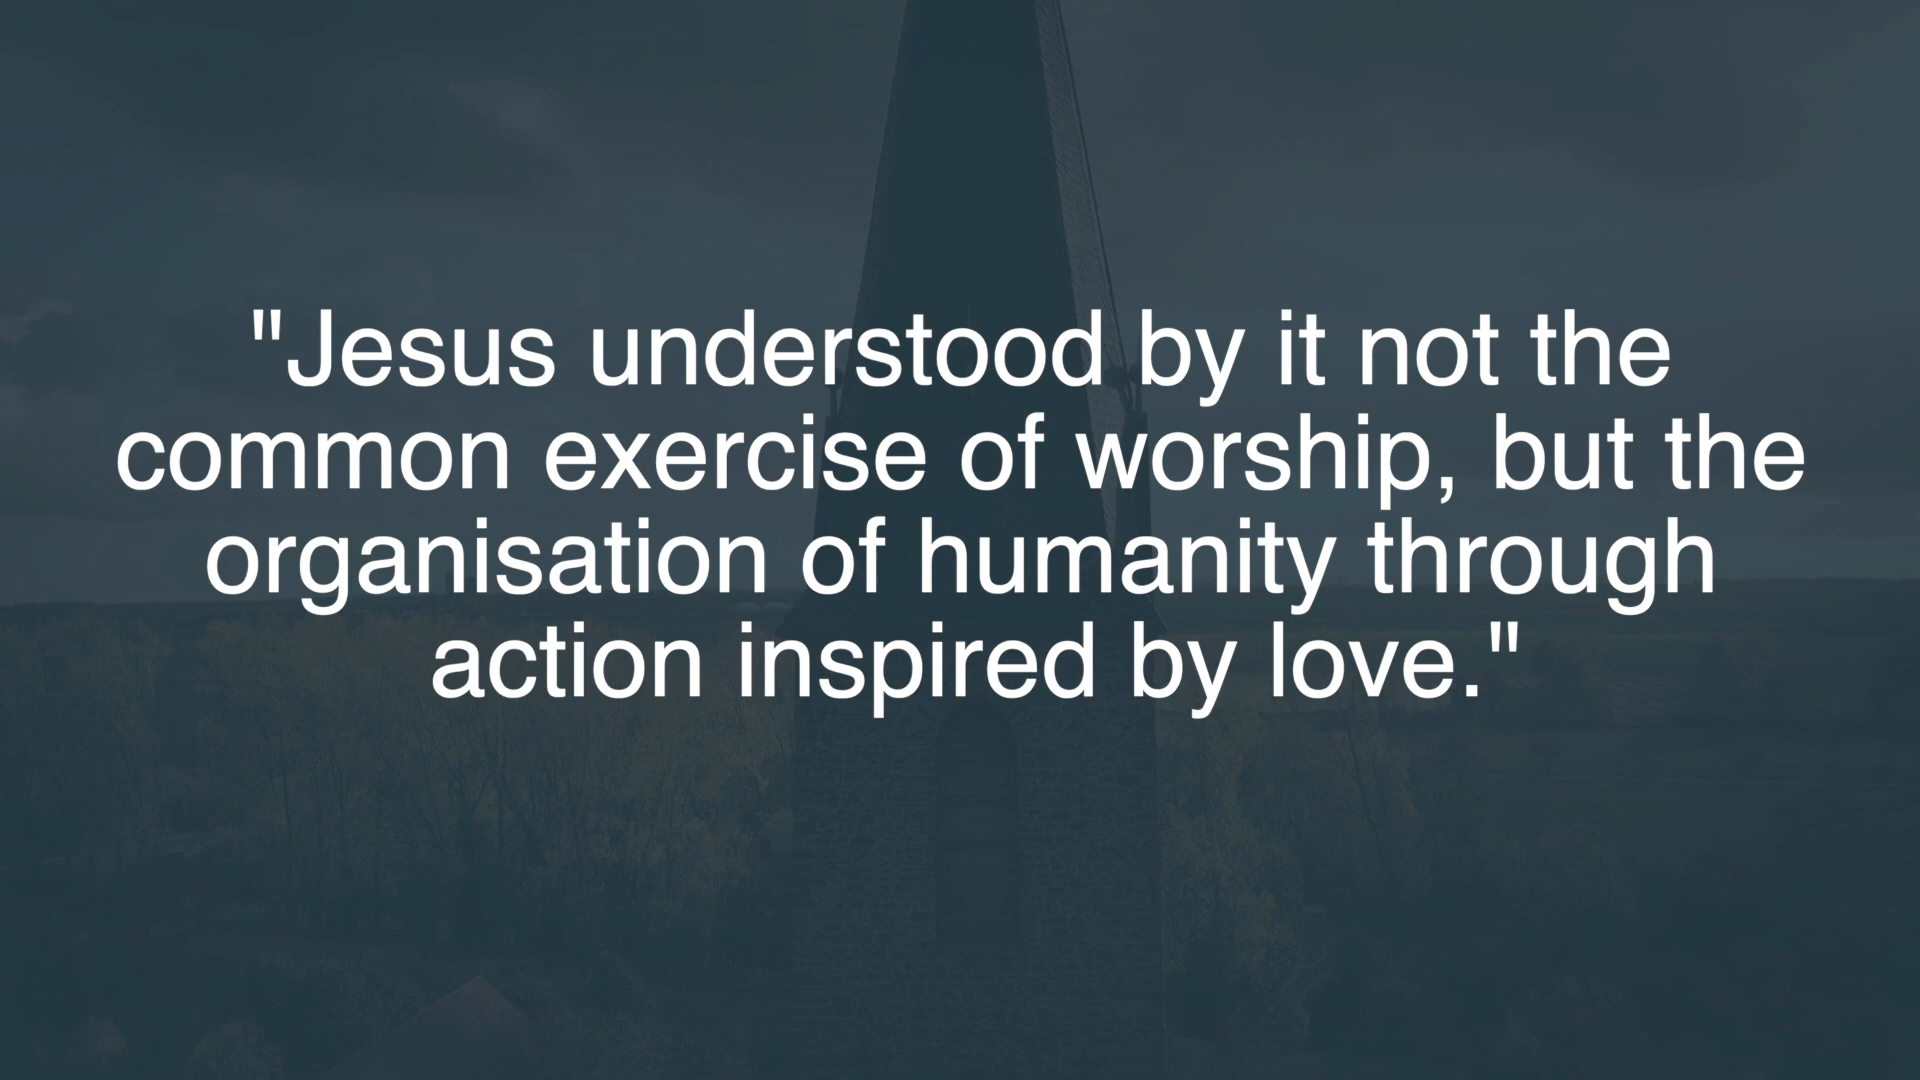 "Jesus understood by it not the
common exercise of worship, but the
organisation of humanity through
action inspired by love."